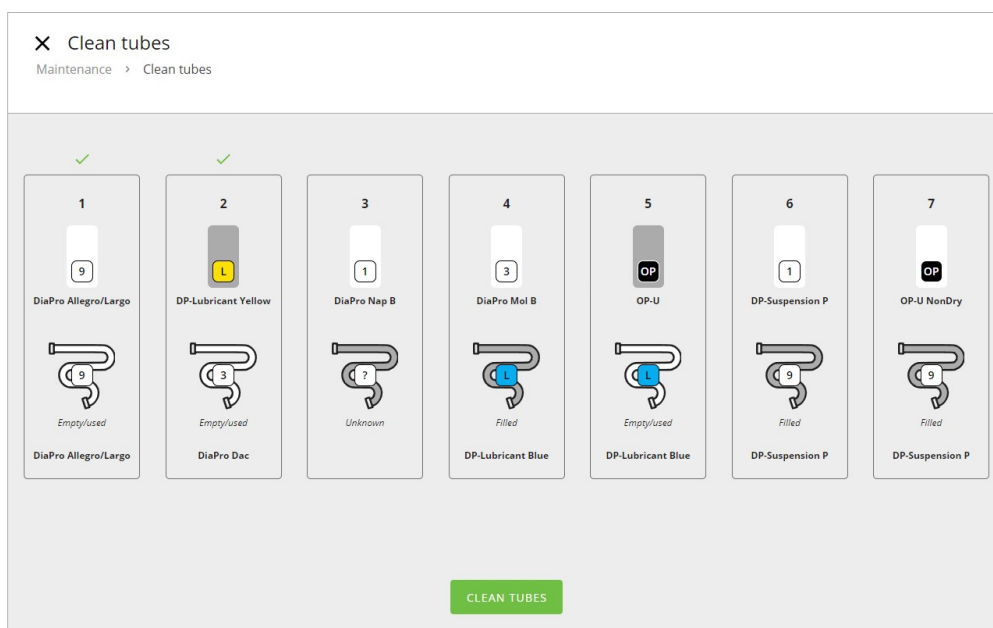 Clean tubes
Maintenance > Clean tubes
1 2 3 4 5 6 7
9 L 1 3 OP 1 OP
DiaPro Allegro/Largo DP-Lubricant Yellow DiaPro Nap B DiaPro Mol B OP-U DP-Suspension P OP-U NonDry
9 3 ? L L 9 9
Empty/used Empty/used Unknown Filled Empty/used Filled Filled
DiaPro Allegro/Largo DiaPro Dac DP-Lubricant Blue DP-Lubricant Blue DP-Suspension P DP-Suspension P
CLEAN TUBES